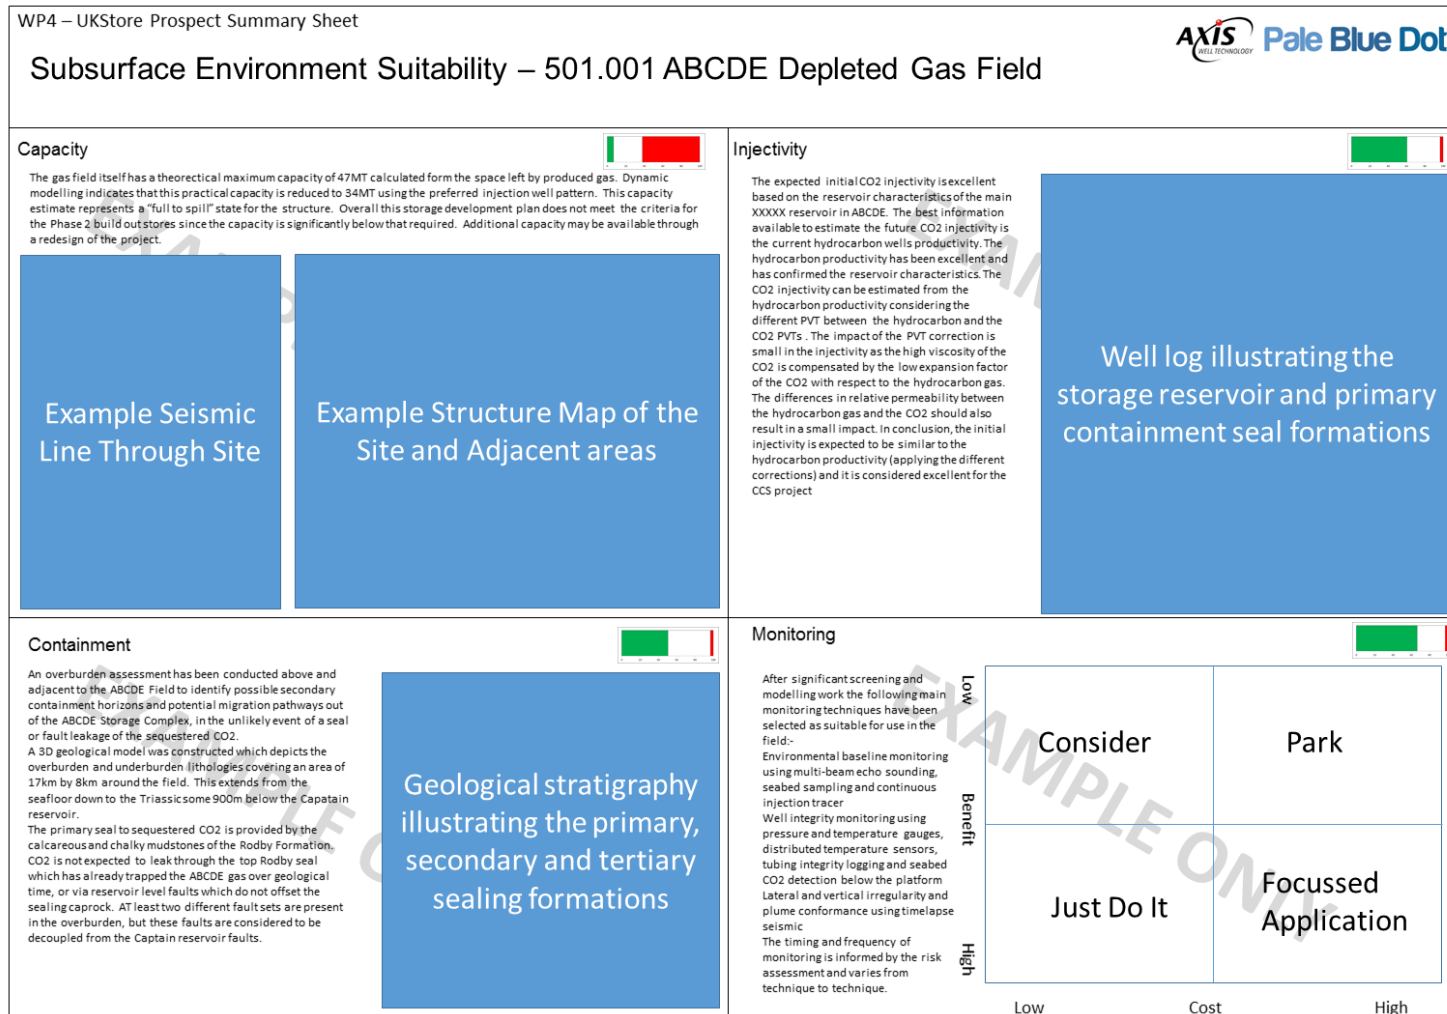 WP4 – UKStore Prospect Summary Sheet
AXIS
WELL TECHNOLOGY
Pale Blue Dot
Subsurface Environment Suitability – 501.001 ABCDE Depleted Gas Field
Capacity
The gas field itself has a theorectical maximum capacity of 47MT calculated form the space left by produced gas. Dynamic
modelling indicates that this practical capacity is reduced to 34MT using the preferred injection well pattern. This capacity
estimate represents a "full to spill" state for the structure. Overall this storage development plan does not meet the criteria for
the Phase 2 build out stores since the capacity is significantly below that required. Additional capacity may be available through
a redesign of the project.
Example Seismic
Line Through Site
Example Structure Map of the
Site and Adjacent areas
Injectivity
The expected initial CO2 injectivity is excellent
based on the reservoir characteristics of the main
XXXXX reservoir in ABCDE. The best information
available to estimate the future CO2 injectivity is
the current hydrocarbon wells productivity. The
hydrocarbon productivity has been excellent and
has confirmed the reservoir characteristics. The
CO2 injectivity can be estimated from the
hydrocarbon productivity considering the
different PVT between the hydrocarbon and the
CO2 PVTs . The impact of the PVT correction is
small in the injectivity as the high viscosity of the
CO2 is compensated by the low expansion factor
of the CO2 with respect to the hydrocarbon gas.
The differences in relative permeability between
the hydrocarbon gas and the CO2 should also
result in a small impact. In conclusion, the initial
injectivity is expected to be similar to the
hydrocarbon productivity (applying the different
corrections) and it is considered excellent for the
CCS project
Well log illustrating the
storage reservoir and primary
containment seal formations
Containment
An overburden assessment has been conducted above and
adjacent to the ABCDE Field to identify possible secondary
containment horizons and potential migration pathways out
of the ABCDE Storage Complex, in the unlikely event of a seal
or fault leakage of the sequestered CO2.
A 3D geological model was constructed which depicts the
overburden and underburden lithologies covering an area of
17km by 8km around the field. This extends from the
seafloor down to the Triassic some 900m below the Capatain
reservoir.
The primary seal to sequestered CO2 is provided by the
calcareous and chalky mudstones of the Rodby Formation.
CO2 is not expected to leak through the top Rodby seal
which has already trapped the ABCDE gas over geological
time, or via reservoir level faults which do not offset the
sealing caprock. AT least two different fault sets are present
in the overburden, but these faults are considered to be
decoupled from the Captain reservoir faults.
Geological stratigraphy
illustrating the primary,
secondary and tertiary
sealing formations
Monitoring
After significant screening and
modelling work the following main
monitoring techniques have been
selected as suitable for use in the
field:-
Environmental baseline monitoring
using multi-beam echo sounding,
seabed sampling and continuous
injection tracer
Well integrity monitoring using
pressure and temperature gauges,
distributed temperature sensors,
tubing integrity logging and seabed
CO2 detection below the platform
Lateral and vertical irregularity and
plume conformance using timelapse
seismic
The timing and frequency of
monitoring is informed by the risk
assessment and varies from
technique to technique.
Low
Benefit
High
Consider
Park
Just Do It
Focussed
Application
Low
Cost
High
EXAMPLE ONLY